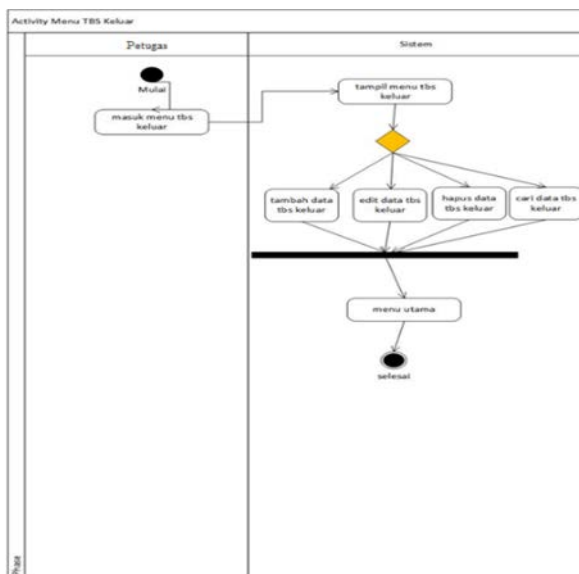 Activity Menu TBS Keluar
Petugas
Sistem
Mulai
masuk menu tbs
keluar
tampil menu tbs
keluar
tambah data
tbs keluar
edit data tbs
keluar
hapus data
tbs keluar
cari data tbs
keluar
menu utama
selesai
Phase